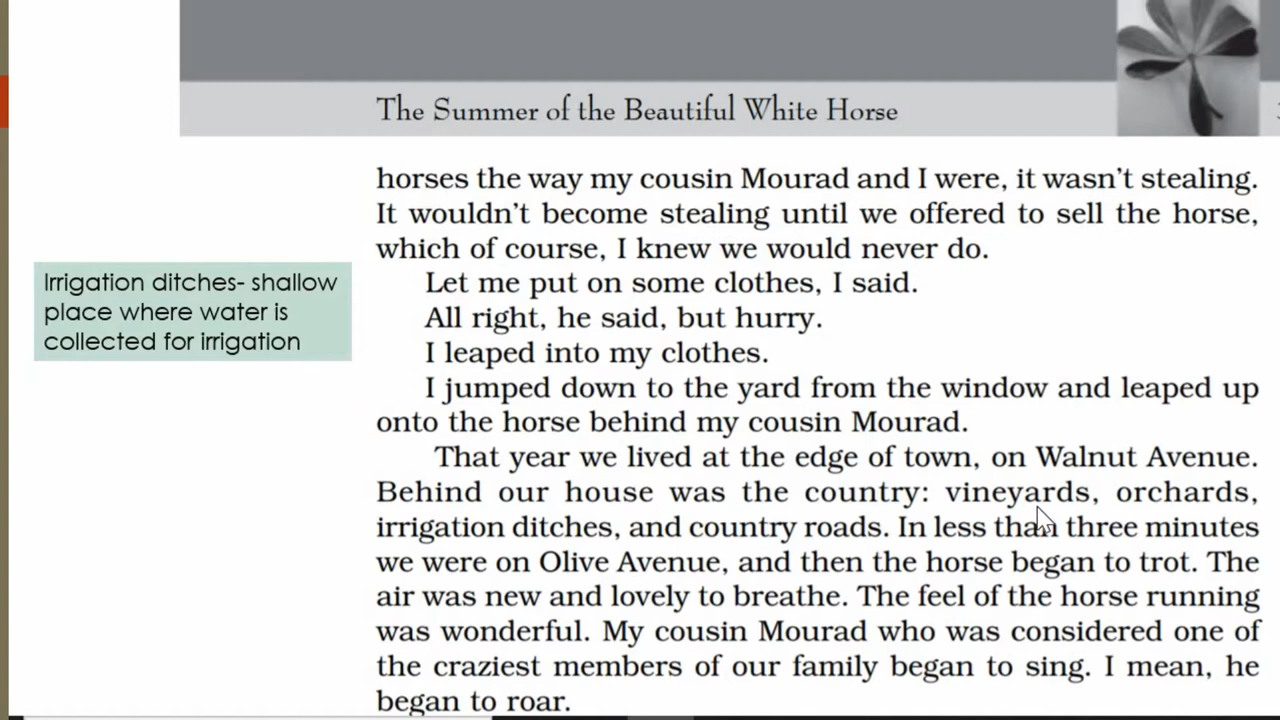 The Summer of the Beautiful White Horse
horses the way my cousin Mourad and I were, it wasn't stealing.
It wouldn't become stealing until we offered to sell the horse,
which of course, I knew we would never do.
Let me put on some clothes, I said.
All right, he said, but hurry.
I leaped into my clothes.
I jumped down to the yard from the window and leaped up
onto the horse behind my cousin Mourad.
That year we lived at the edge of town, on Walnut Avenue.
Behind our house was the country: vineyards, orchards,
irrigation ditches, and country roads. In less than three minutes
we were on Olive Avenue, and then the horse began to trot. The
air was new and lovely to breathe. The feel of the horse running
was wonderful. My cousin Mourad who was considered one of
the craziest members of our family began to sing. I mean, he
began to roar.
Irrigation ditches- shallow
place where water is
collected for irrigation